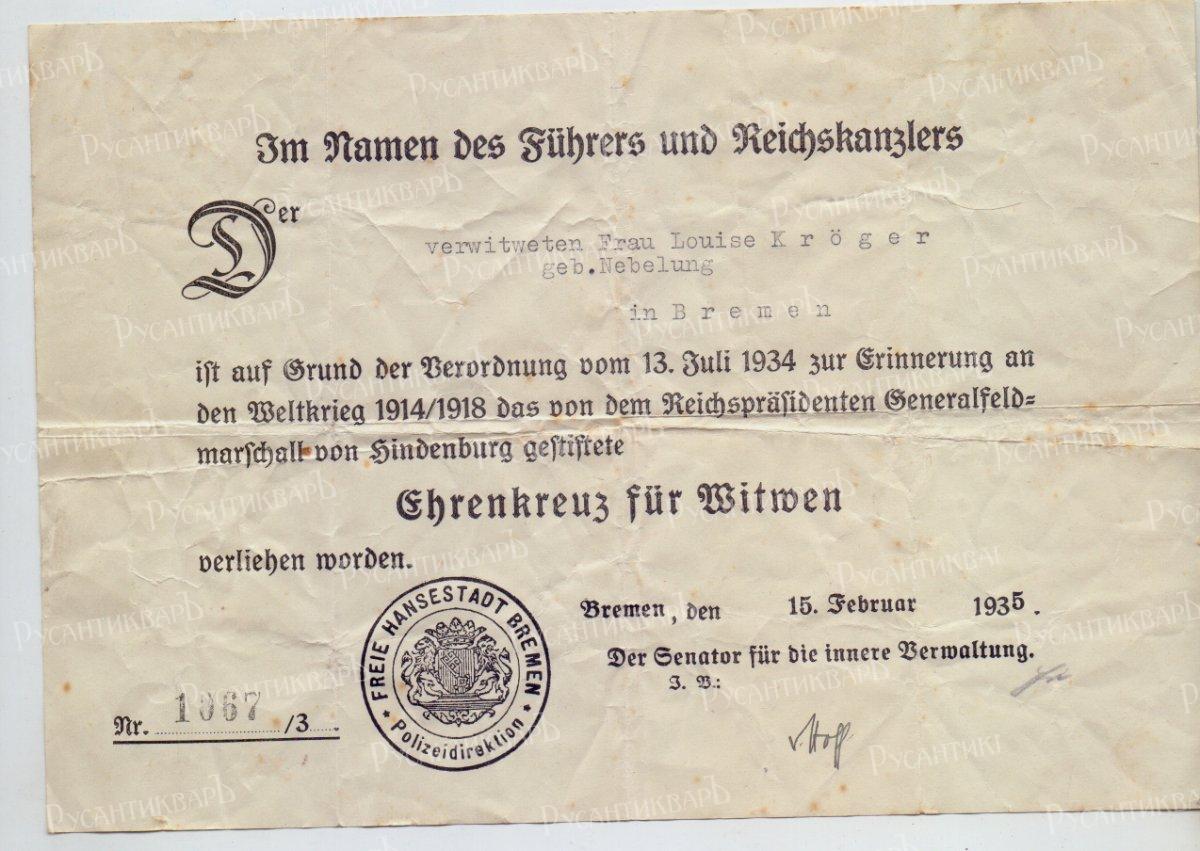 Im Namen des Führers und Reichskanzlers
Der
verwitweten Frau Louise Kröger
geb.Nebelung
in Bremen
ist auf Grund der Verordnung vom 13. Juli 1934 zur Erinnerung an
den Weltkrieg 1914/1918 das von dem Reichspräsidenten Generalfeld=
marschall von Hindenburg gestiftete
Ehrenkreuz für Witwen
verliehen worden.
Bremen, den 15. Februar 1935.
Der Senator für die innere Verwaltung.
I. V.:
FREIE HANSESTADT BREMEN
* Polizeidirektion *
Nr. 1067 /3
РусАнтикварЪ